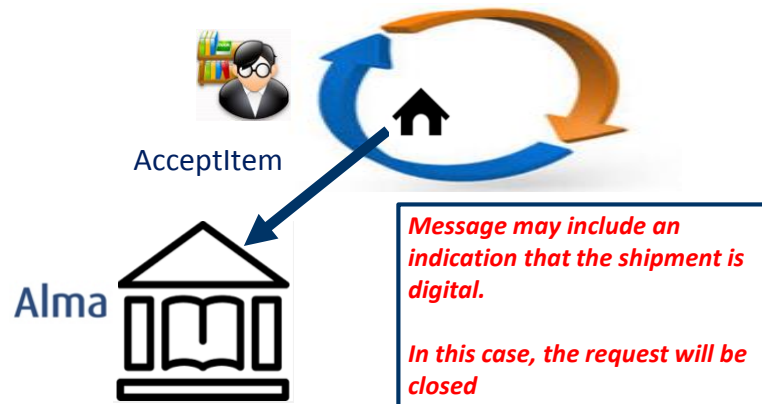 AcceptItem
Alma
Message may include an
indication that the shipment is
digital.
In this case, the request will be
closed